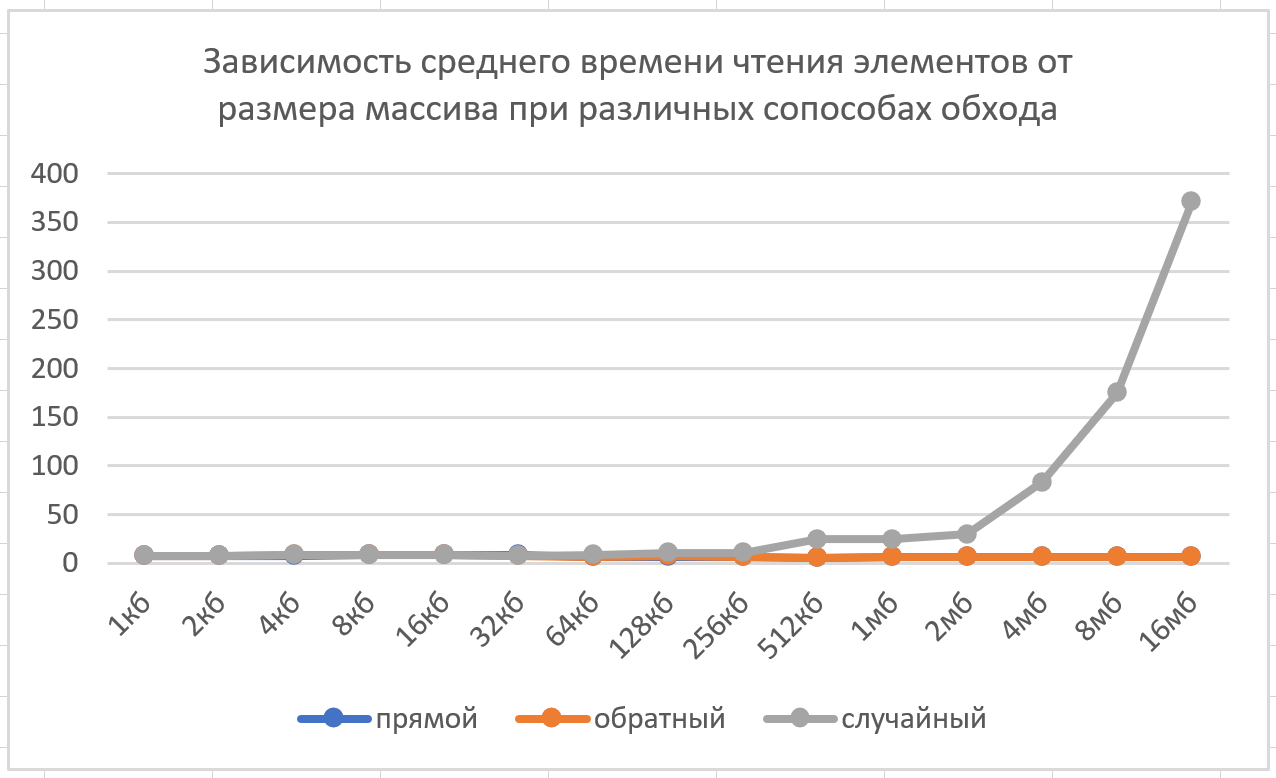 Зависимость среднего времени чтения элементов от
размера массива при различных сопособах обхода
400
350
300
250
200
150
100
50
0
1кб 2кб 4кб 8кб 16кб 32кб 64кб 128кб 256кб 512кб 1мб 2мб 4мб 8мб 16мб
прямой обратный случайный